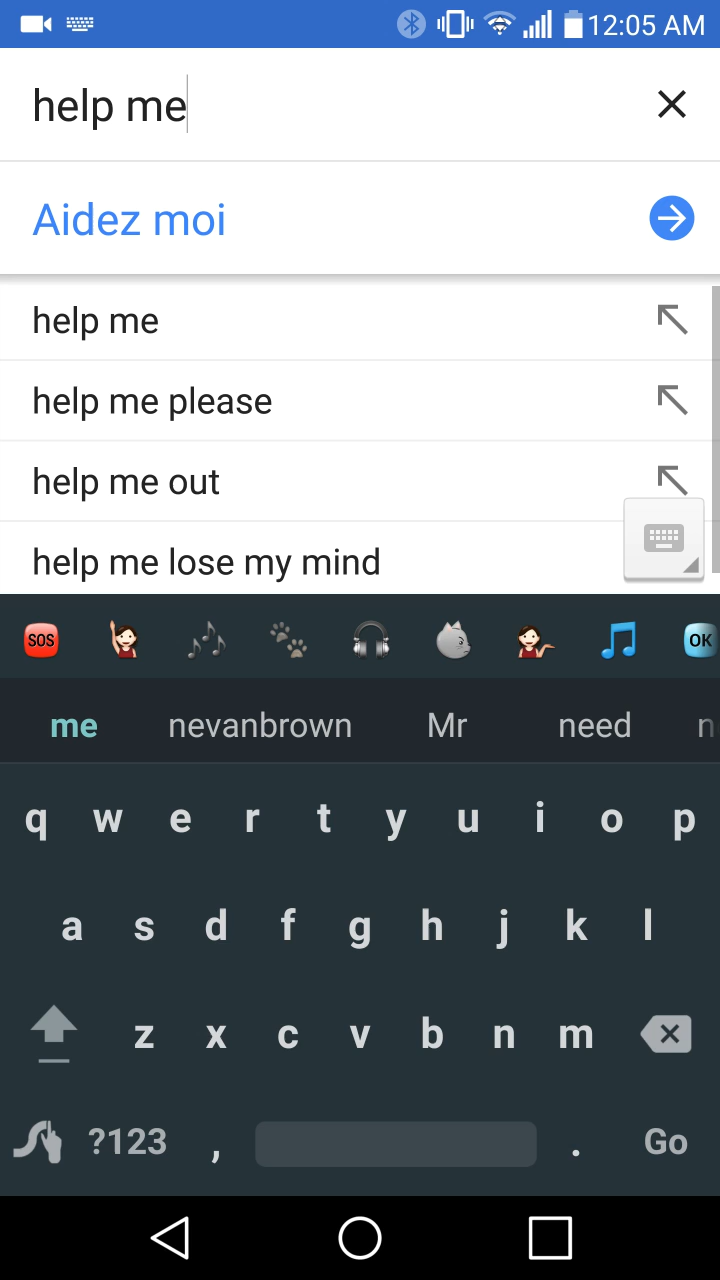 12:05 AM
help me
Aidez moi
help me
help me please
help me out
help me lose my mind
SOS OK
me nevanbrown Mr need n
q w e r t y u i o p
a s d f g h j k l
z x c v b n m
?123 , . Go